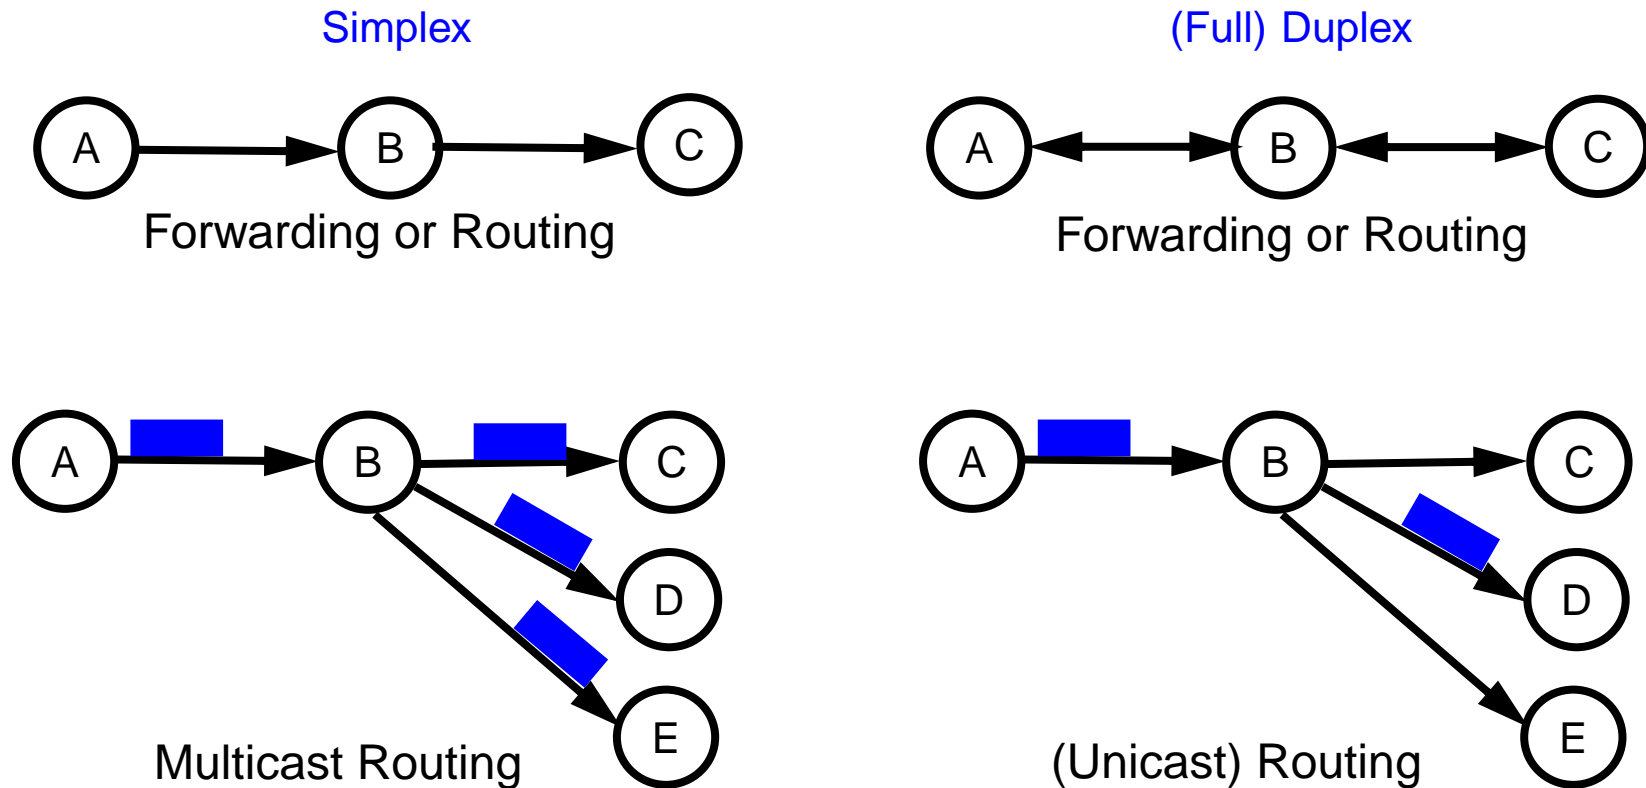 Simplex
(Full) Duplex
A
B
C
Forwarding or Routing
A
B
C
Forwarding or Routing
A
B
C
D
E
Multicast Routing
A
B
C
D
E
(Unicast) Routing